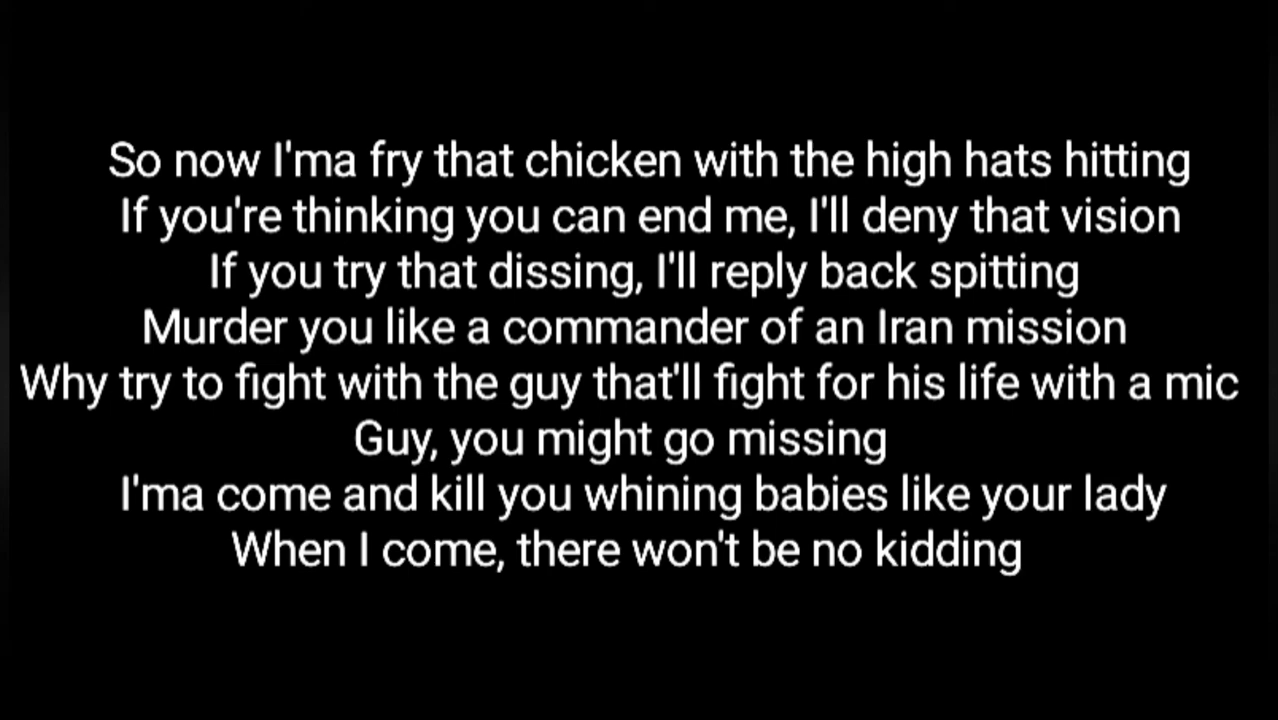 So now I'ma fry that chicken with the high hats hitting
If you're thinking you can end me, I'll deny that vision
If you try that dissing, I'll reply back spitting
Murder you like a commander of an Iran mission
Why try to fight with the guy that'll fight for his life with a mic
Guy, you might go missing
I'ma come and kill you whining babies like your lady
When I come, there won't be no kidding